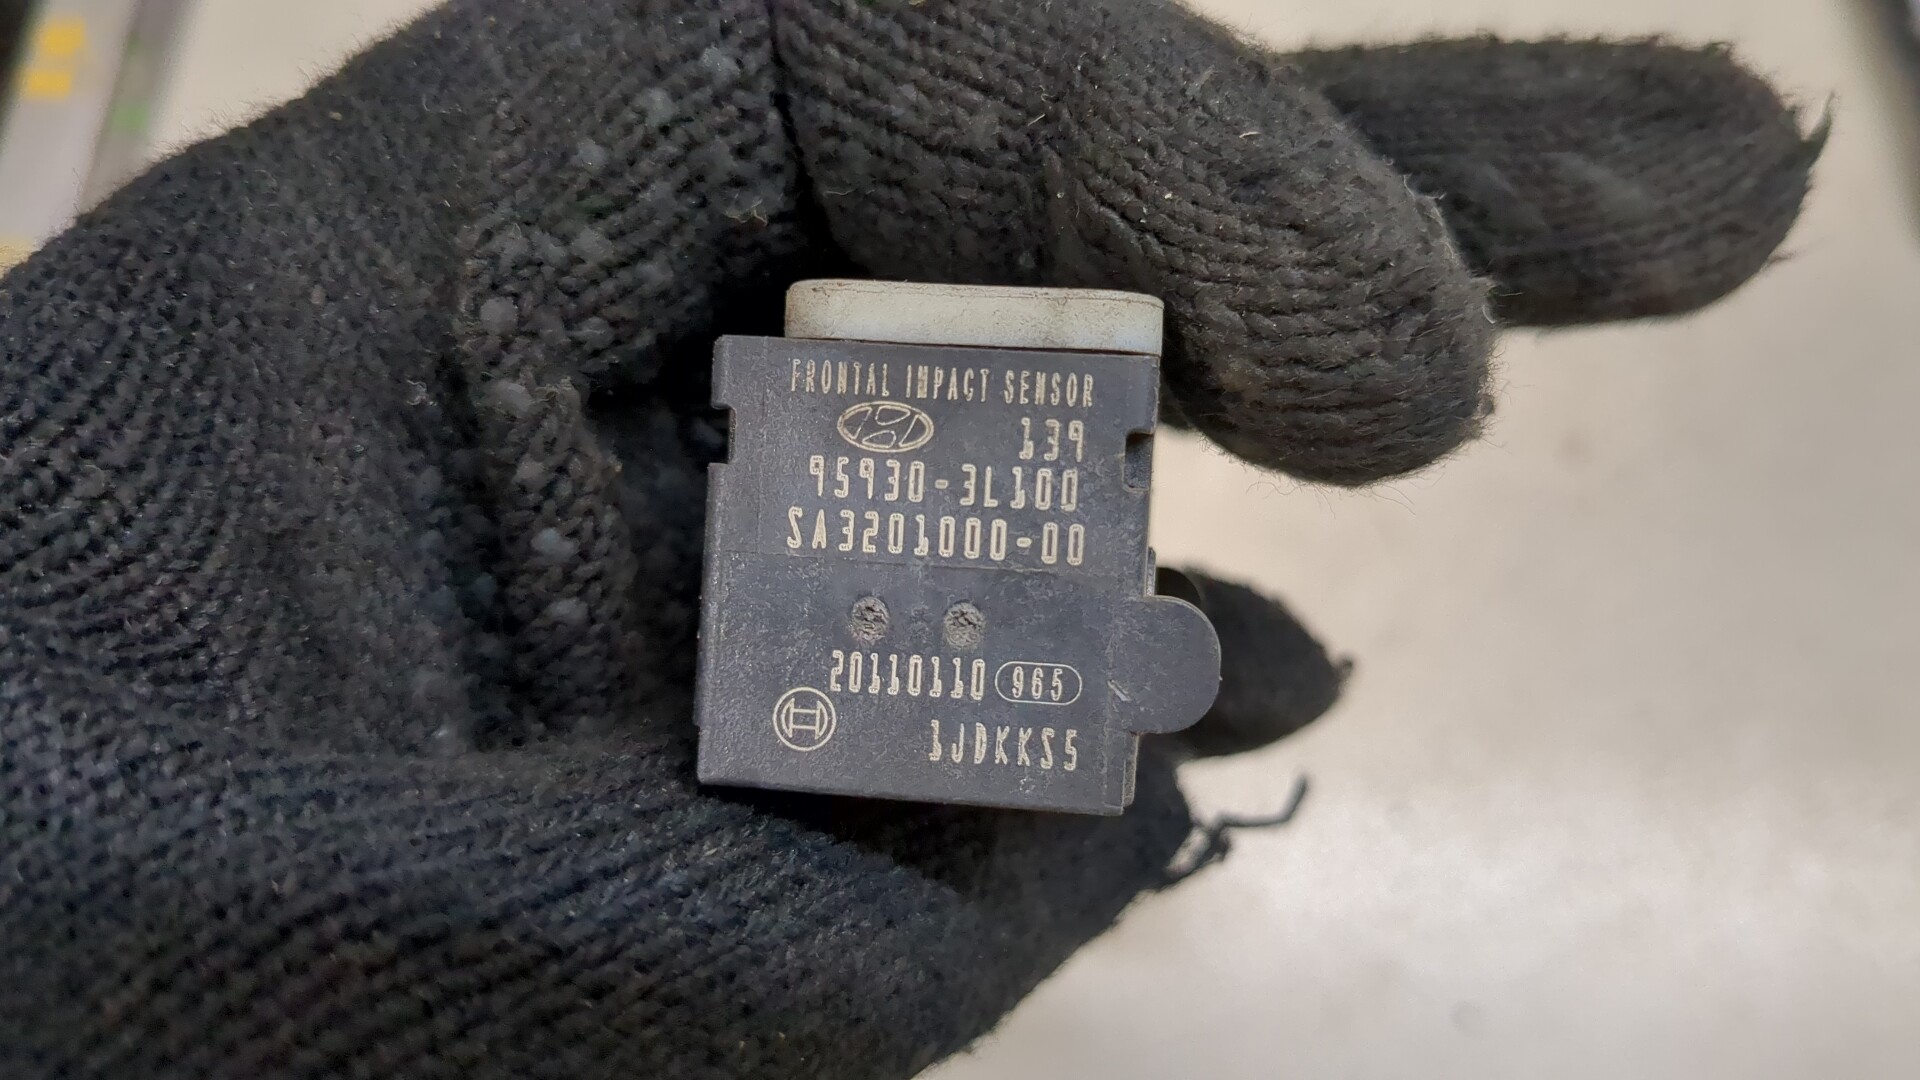 FRONTAL IMPACT SENSOR
139
95930-3L100
SA3201000-00
20110110 965
1JDKKS5